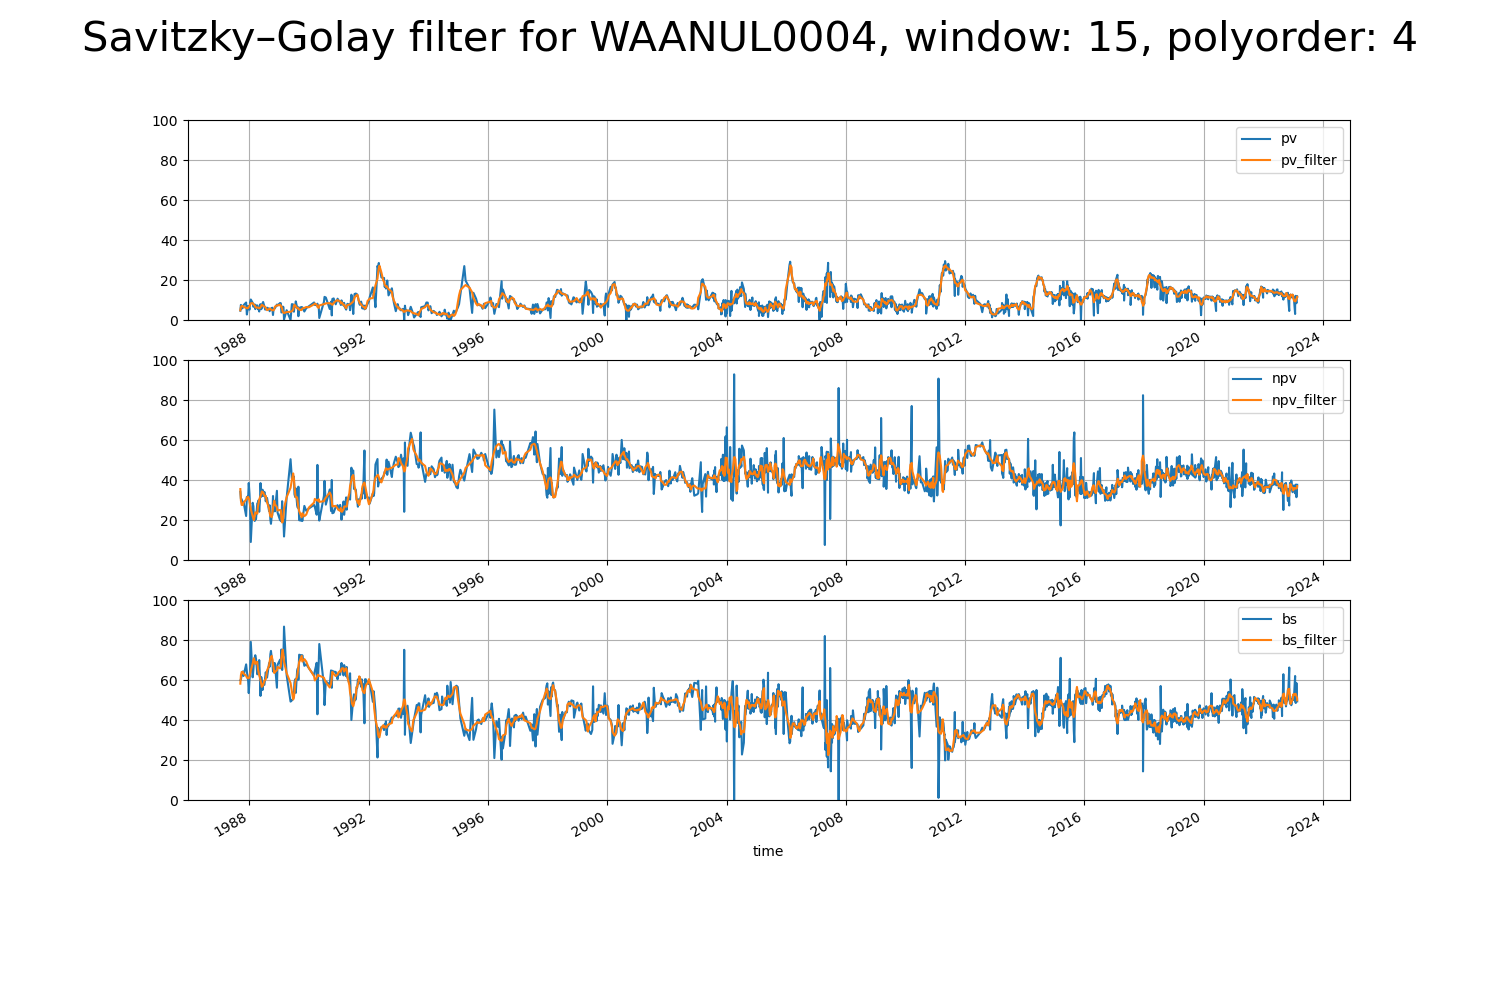 Savitzky–Golay filter for WAANUL0004, window: 15, polyorder: 4
100
80
60
40
20
0
pv
pv_filter
1988 1992 1996 2000 2004 2008 2012 2016 2020 2024
100
80
60
40
20
0
npv
npv_filter
1988 1992 1996 2000 2004 2008 2012 2016 2020 2024
100
80
60
40
20
0
bs
bs_filter
1988 1992 1996 2000 2004 2008 2012 2016 2020 2024
time